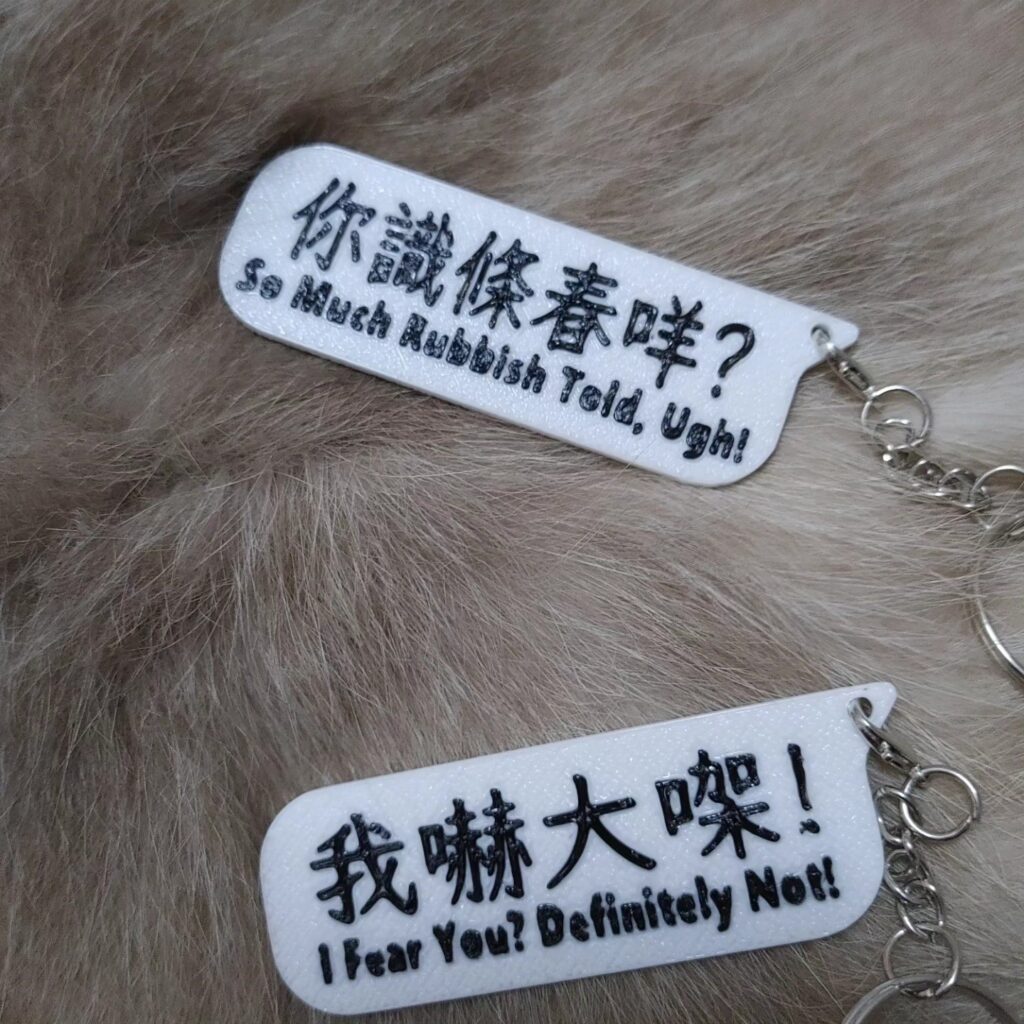 你識條春咩?
So Much Rubbish Told, Ugh!
我嚇大㗎!
I Fear You? Definitely Not!